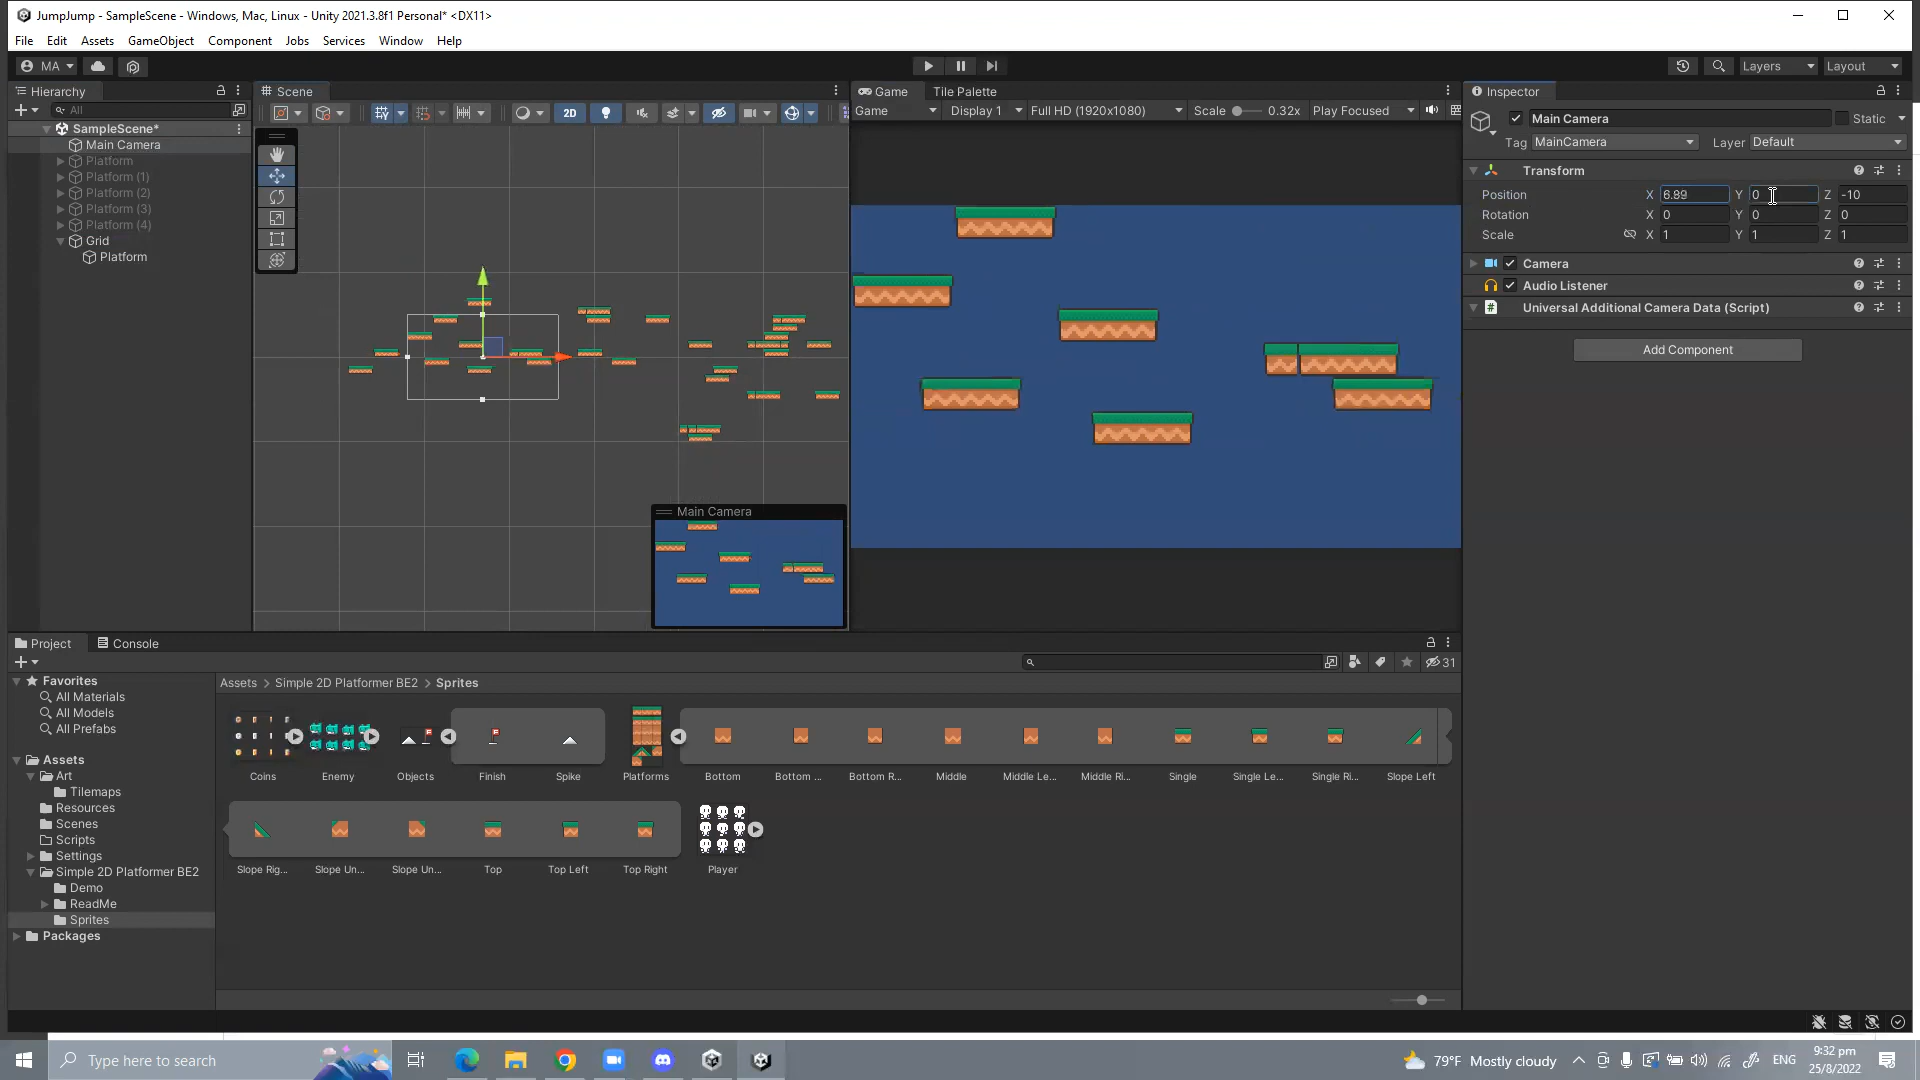 JumpJump - SampleScene - Windows, Mac, Linux - Unity 2021.3.8f1 Personal* <DX11>
File Edit Assets GameObject Component Jobs Services Window Help
MA Layers Layout
Hierarchy
All
SampleScene*
Main Camera
Platform
Platform (1)
Platform (2)
Platform (3)
Platform (4)
Grid
Platform
Scene
2D
Main Camera
Game Tile Palette
Game Display 1 Full HD (1920x1080) Scale 0.32x Play Focused
Inspector
Main Camera Static
Tag MainCamera Layer Default
Transform
Position X 6.89 Y 0 Z -10
Rotation X 0 Y 0 Z 0
Scale X 1 Y 1 Z 1
Camera
Audio Listener
Universal Additional Camera Data (Script)
Add Component
Project Console
31
Favorites
All Materials
All Models
All Prefabs
Assets
Art
Tilemaps
Resources
Scenes
Scripts
Settings
Simple 2D Platformer BE2
Demo
ReadMe
Sprites
Packages
Assets > Simple 2D Platformer BE2 > Sprites
Coins Enemy Objects Finish Spike Platforms Bottom Bottom ... Bottom R... Middle Middle Le... Middle Ri... Single Single Le... Single Ri... Slope Left
Slope Rig... Slope Un... Slope Un... Top Top Left Top Right Player
Type here to search
79°F Mostly cloudy ENG 9:32 pm
25/8/2022